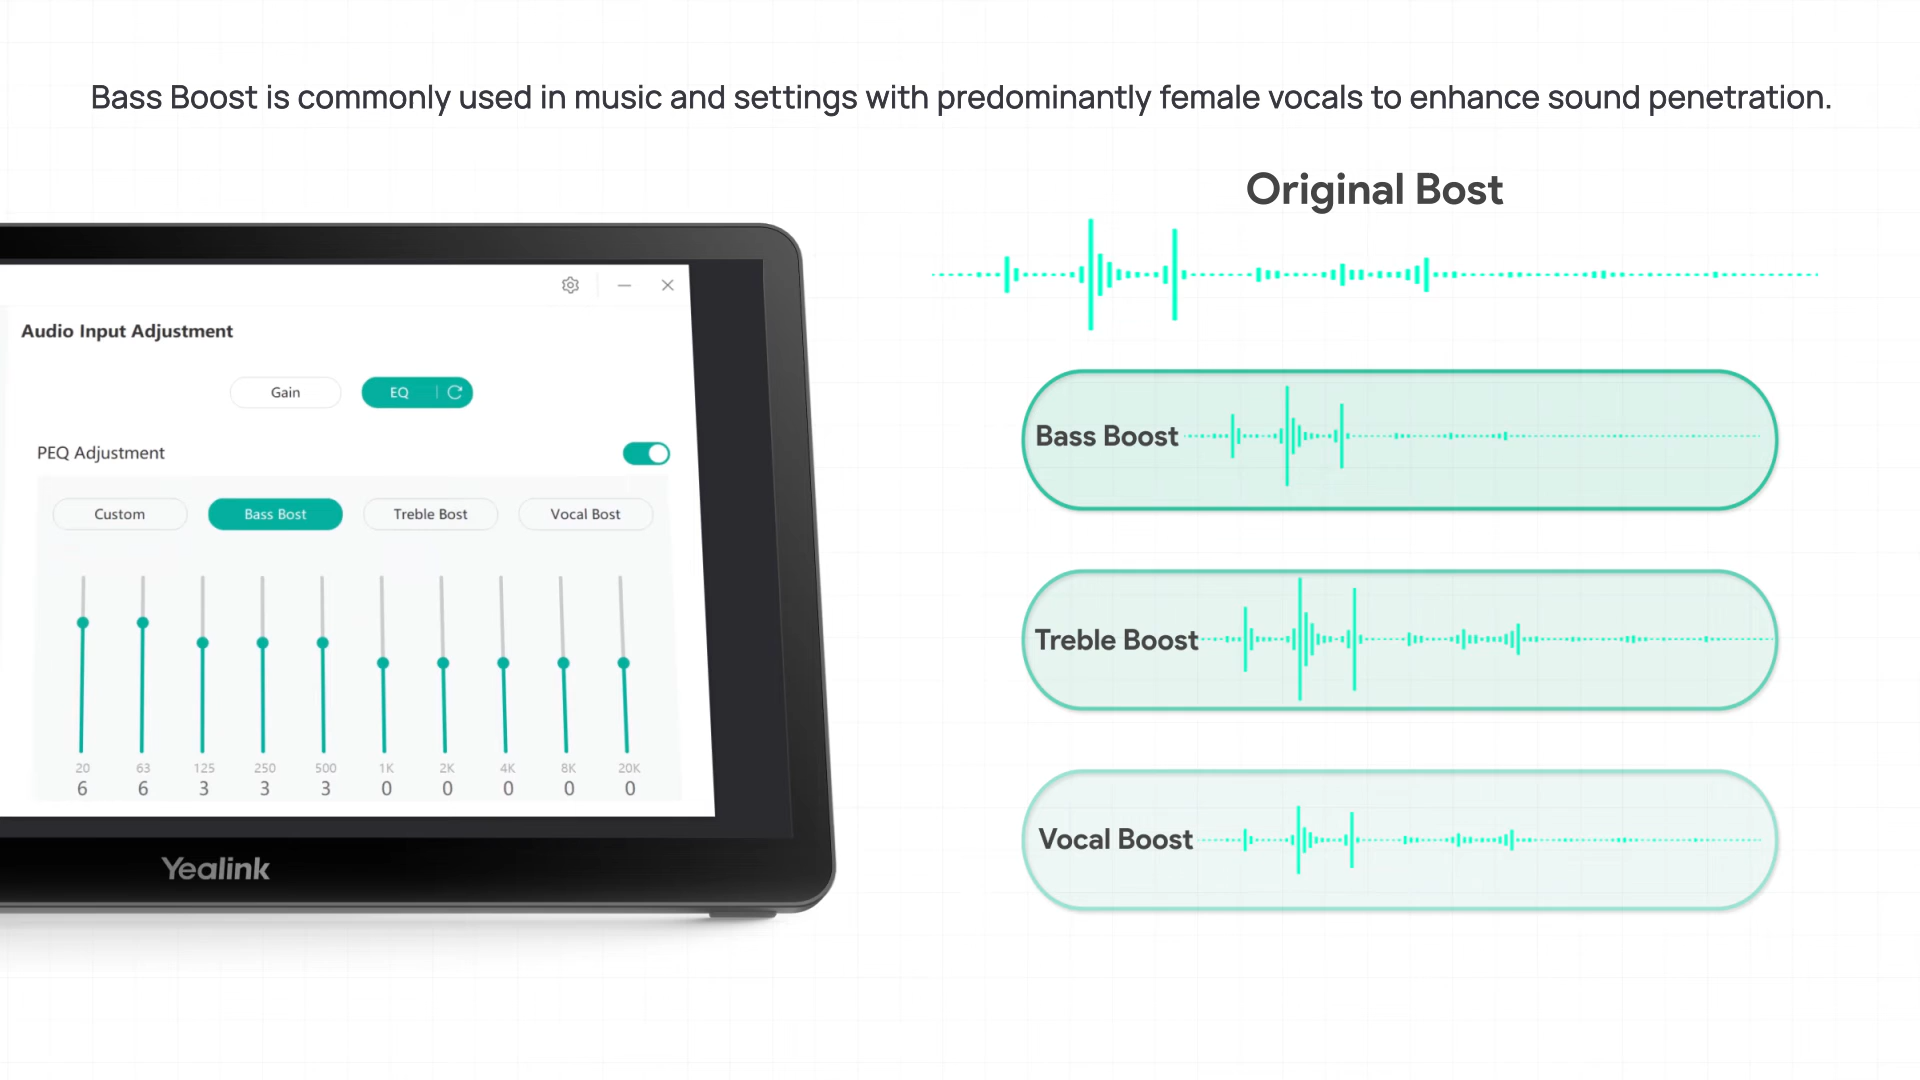 Bass Boost is commonly used in music and settings with predominantly female vocals to enhance sound penetration.
Original Bost
Audio Input Adjustment
Gain
EQ
PEQ Adjustment
Custom
Bass Bost
Treble Bost
Vocal Bost
20 63 125 250 500 1K 2K 4K 8K 20K
6 6 3 3 3 0 0 0 0 0
Yealink
Bass Boost
Treble Boost
Vocal Boost